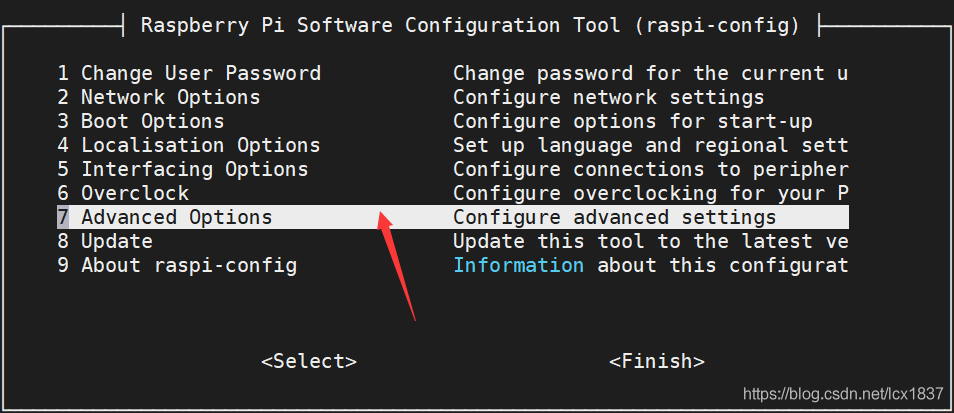 Raspberry Pi Software Configuration Tool (raspi-config)
1 Change User Password Change password for the current u
2 Network Options Configure network settings
3 Boot Options Configure options for start-up
4 Localisation Options Set up language and regional sett
5 Interfacing Options Configure connections to peripher
6 Overclock Configure overclocking for your P
7 Advanced Options Configure advanced settings
8 Update Update this tool to the latest ve
9 About raspi-config Information about this configurat
<Select> <Finish>
https://blog.csdn.net/lcx1837